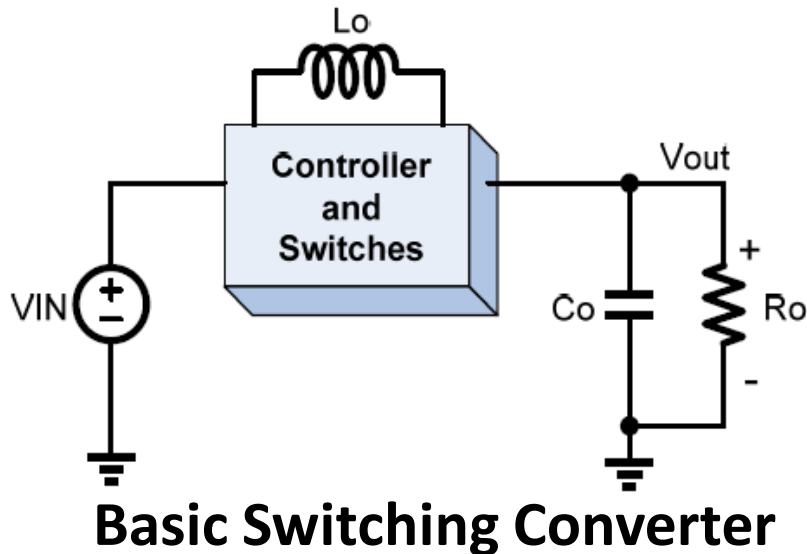 Lo
Controller
and
Switches
Vout
VIN
+
−
Co
+
Ro
-
Basic Switching Converter